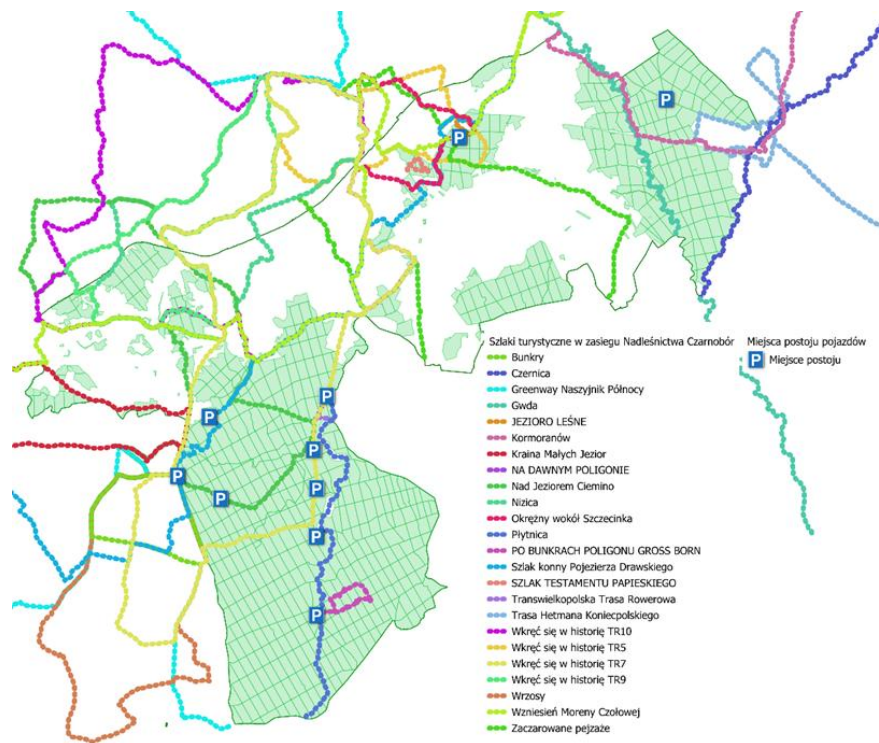 P
P
P
P
P
P
P
P
P
P
Szlaki turystyczne w zasiegu Nadleśnictwa Czarnobór
Bunkry
Czernica
Greenway Naszyjnik Północy
Gwda
JEZIORO LEŚNE
Kormoranów
Kraina Małych Jezior
NA DAWNYM POLIGONIE
Nad Jeziorem Ciemino
Nizica
Okrężny wokół Szczecinka
Płytnica
PO BUNKRACH POLIGONU GROSS BORN
Szlak konny Pojezierza Drawskiego
SZLAK TESTAMENTU PAPIESKIEGO
Transwielkopolska Trasa Rowerowa
Trasa Hetmana Koniecpolskiego
Wkręć się w historię TR10
Wkręć się w historię TR5
Wkręć się w historię TR7
Wkręć się w historię TR9
Wrzosy
Wzniesień Moreny Czołowej
Zaczarowane pejzaże
Miejsca postoju pojazdów
P Miejsce postoju